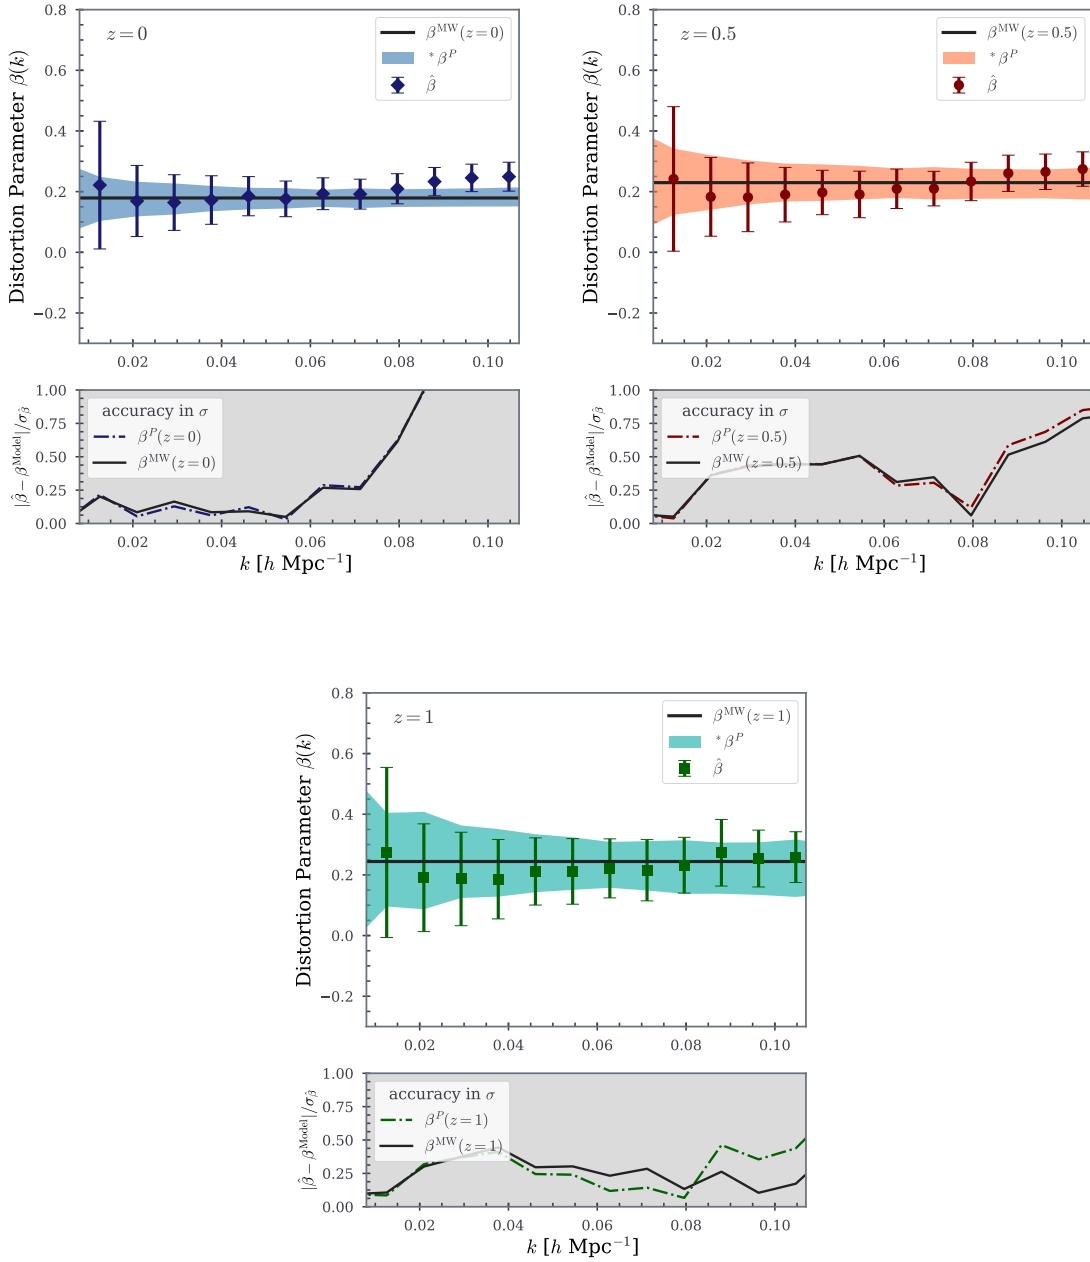 z = 0
β^MW(z=0)
* β^P
β̂
Distortion Parameter β(k)
0.8
0.6
0.4
0.2
0.0
−0.2
0.02 0.04 0.06 0.08 0.10
accuracy in σ
β^P(z=0)
β^MW(z=0)
|β̂ − β^Model|/σ_β̂
1.00
0.75
0.50
0.25
0.00
0.02 0.04 0.06 0.08 0.10
k [h Mpc⁻¹]
z = 0.5
β^MW(z=0.5)
* β^P
β̂
Distortion Parameter β(k)
0.8
0.6
0.4
0.2
0.0
−0.2
0.02 0.04 0.06 0.08 0.10
accuracy in σ
β^P(z=0.5)
β^MW(z=0.5)
|β̂ − β^Model|/σ_β̂
1.00
0.75
0.50
0.25
0.00
0.02 0.04 0.06 0.08 0.10
k [h Mpc⁻¹]
z = 1
β^MW(z=1)
* β^P
β̂
Distortion Parameter β(k)
0.8
0.6
0.4
0.2
0.0
−0.2
0.02 0.04 0.06 0.08 0.10
accuracy in σ
β^P(z=1)
β^MW(z=1)
|β̂ − β^Model|/σ_β̂
1.00
0.75
0.50
0.25
0.00
0.02 0.04 0.06 0.08 0.10
k [h Mpc⁻¹]